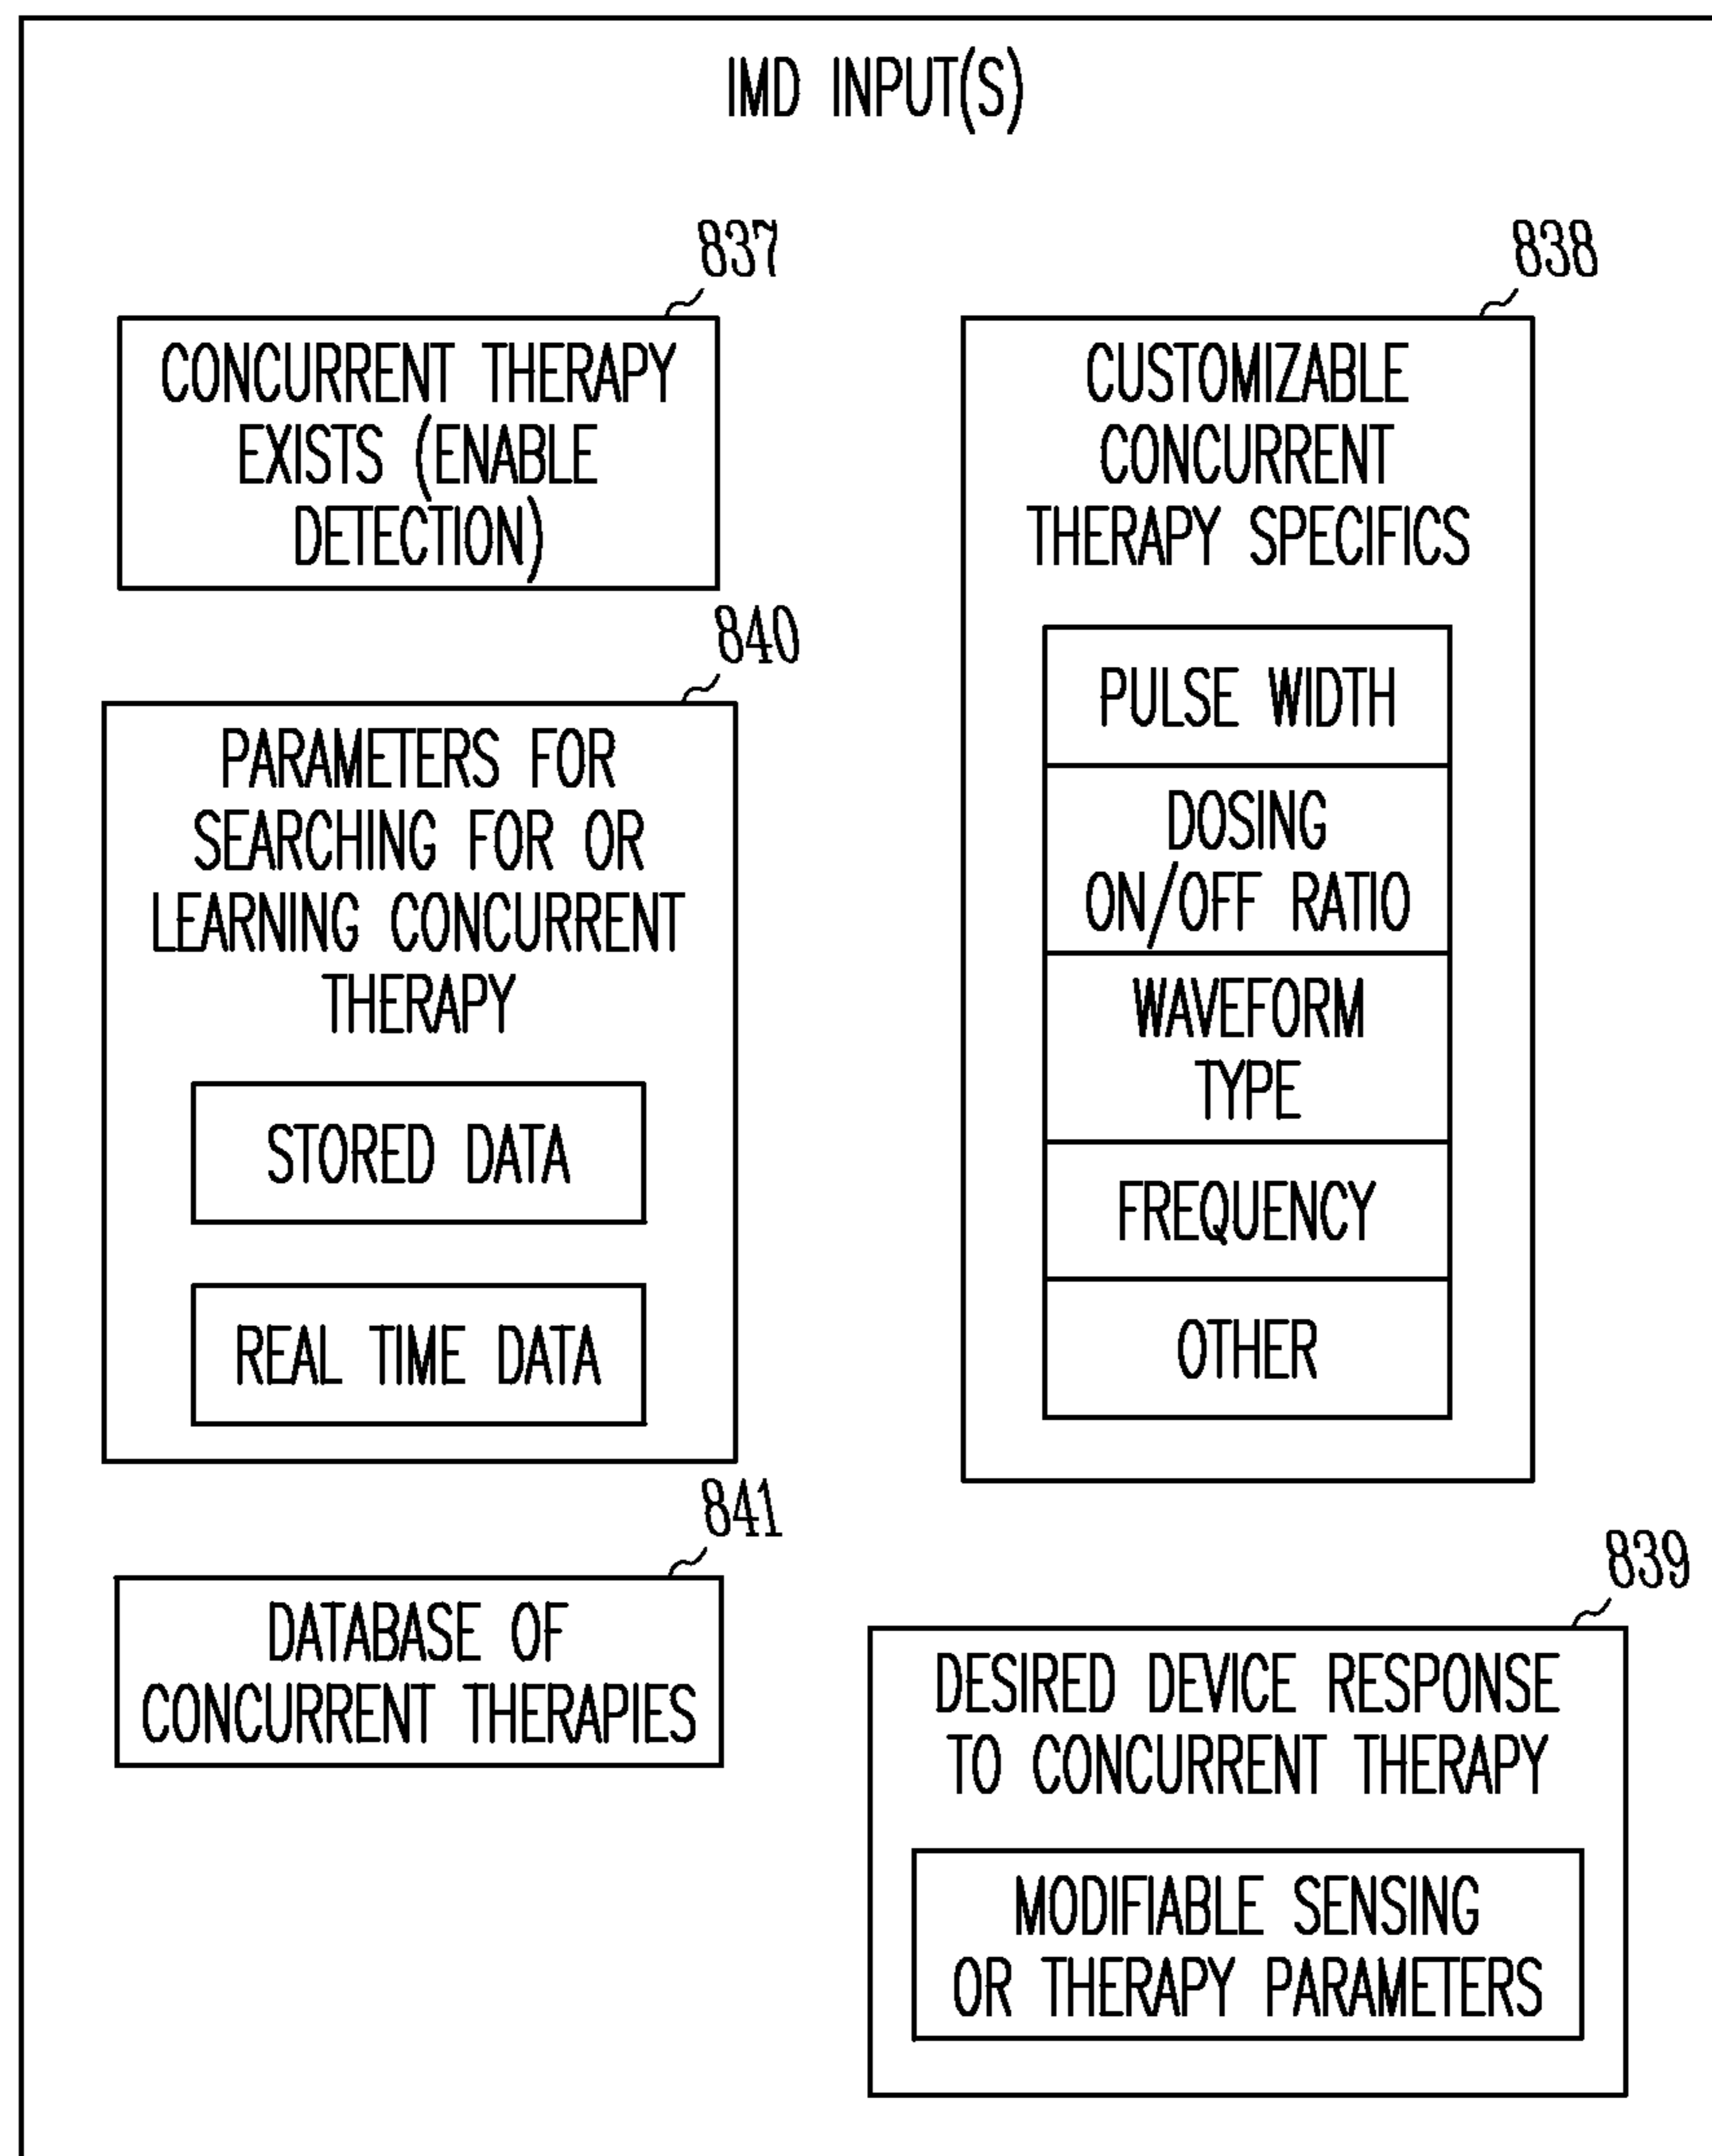 IMD INPUT(S)
837
CONCURRENT THERAPY
EXISTS (ENABLE
DETECTION)
840
PARAMETERS FOR
SEARCHING FOR OR
LEARNING CONCURRENT
THERAPY
STORED DATA
REAL TIME DATA
841
DATABASE OF
CONCURRENT THERAPIES
838
CUSTOMIZABLE
CONCURRENT
THERAPY SPECIFICS
PULSE WIDTH
DOSING
ON/OFF RATIO
WAVEFORM
TYPE
FREQUENCY
OTHER
839
DESIRED DEVICE RESPONSE
TO CONCURRENT THERAPY
MODIFIABLE SENSING
OR THERAPY PARAMETERS